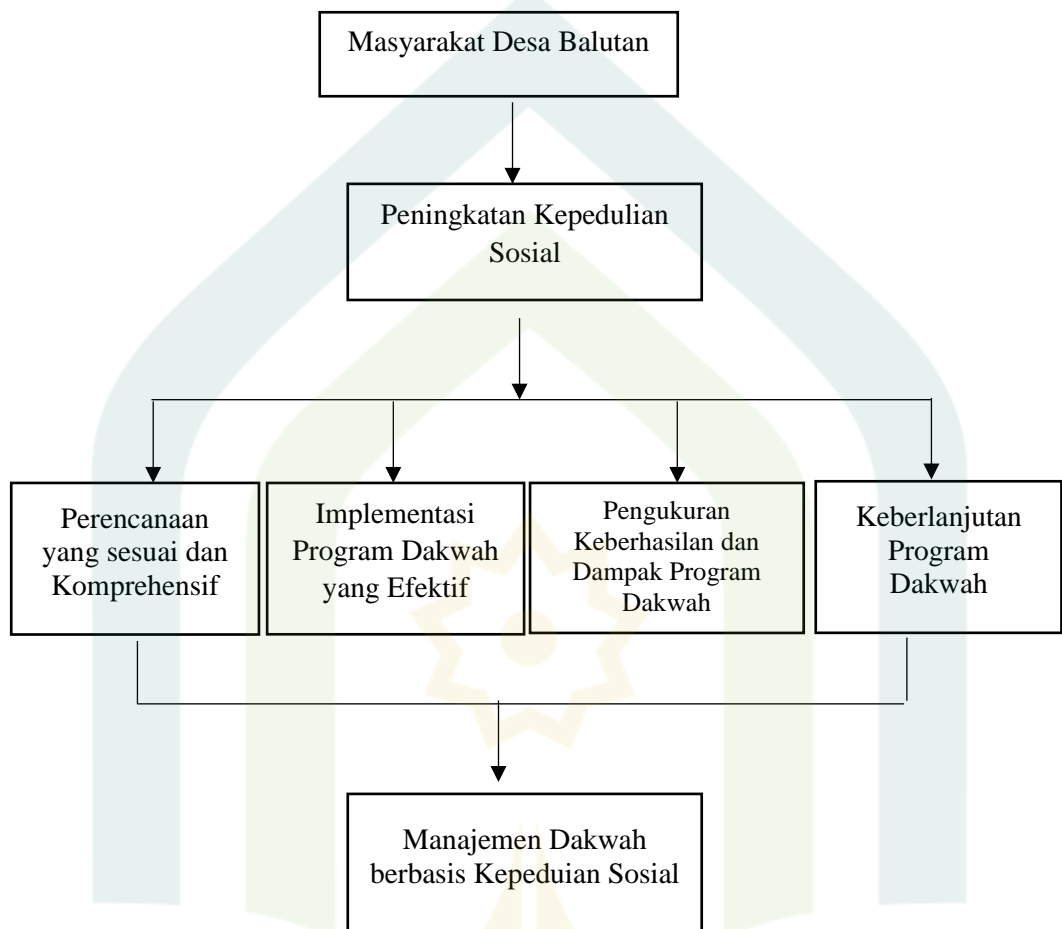 Masyarakat Desa Balutan
Peningkatan Kepedulian
Sosial
Perencanaan
yang sesuai dan
Komprehensif
Implementasi
Program Dakwah
yang Efektif
Pengukuran
Keberhasilan dan
Dampak Program
Dakwah
Keberlanjutan
Program
Dakwah
Manajemen Dakwah
berbasis Kepeduian Sosial